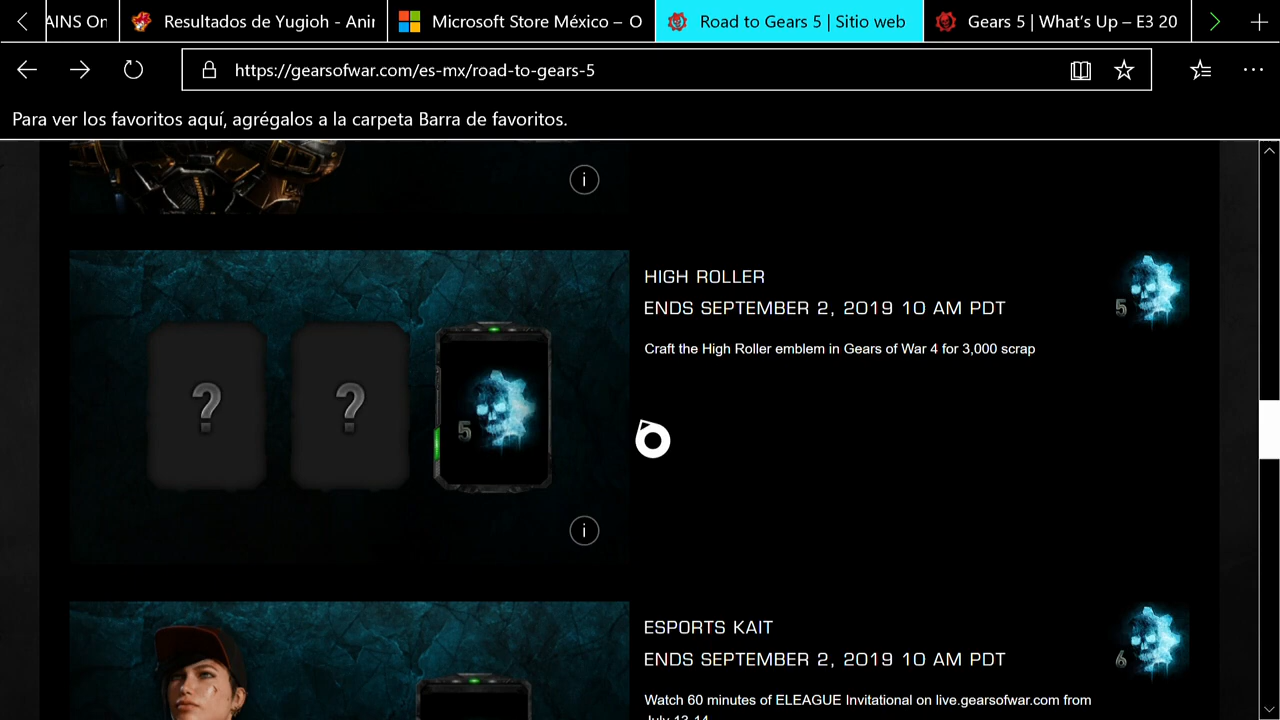 AINS On
Resultados de Yugioh - Anir
Microsoft Store México – O
Road to Gears 5 | Sitio web
Gears 5 | What's Up – E3 20
https://gearsofwar.com/es-mx/road-to-gears-5
Para ver los favoritos aquí, agrégalos a la carpeta Barra de favoritos.
i
HIGH ROLLER
ENDS SEPTEMBER 2, 2019 10 AM PDT
5
Craft the High Roller emblem in Gears of War 4 for 3,000 scrap
? ? 5
i
ESPORTS KAIT
ENDS SEPTEMBER 2, 2019 10 AM PDT
6
Watch 60 minutes of ELEAGUE Invitational on live.gearsofwar.com from
July 13-14